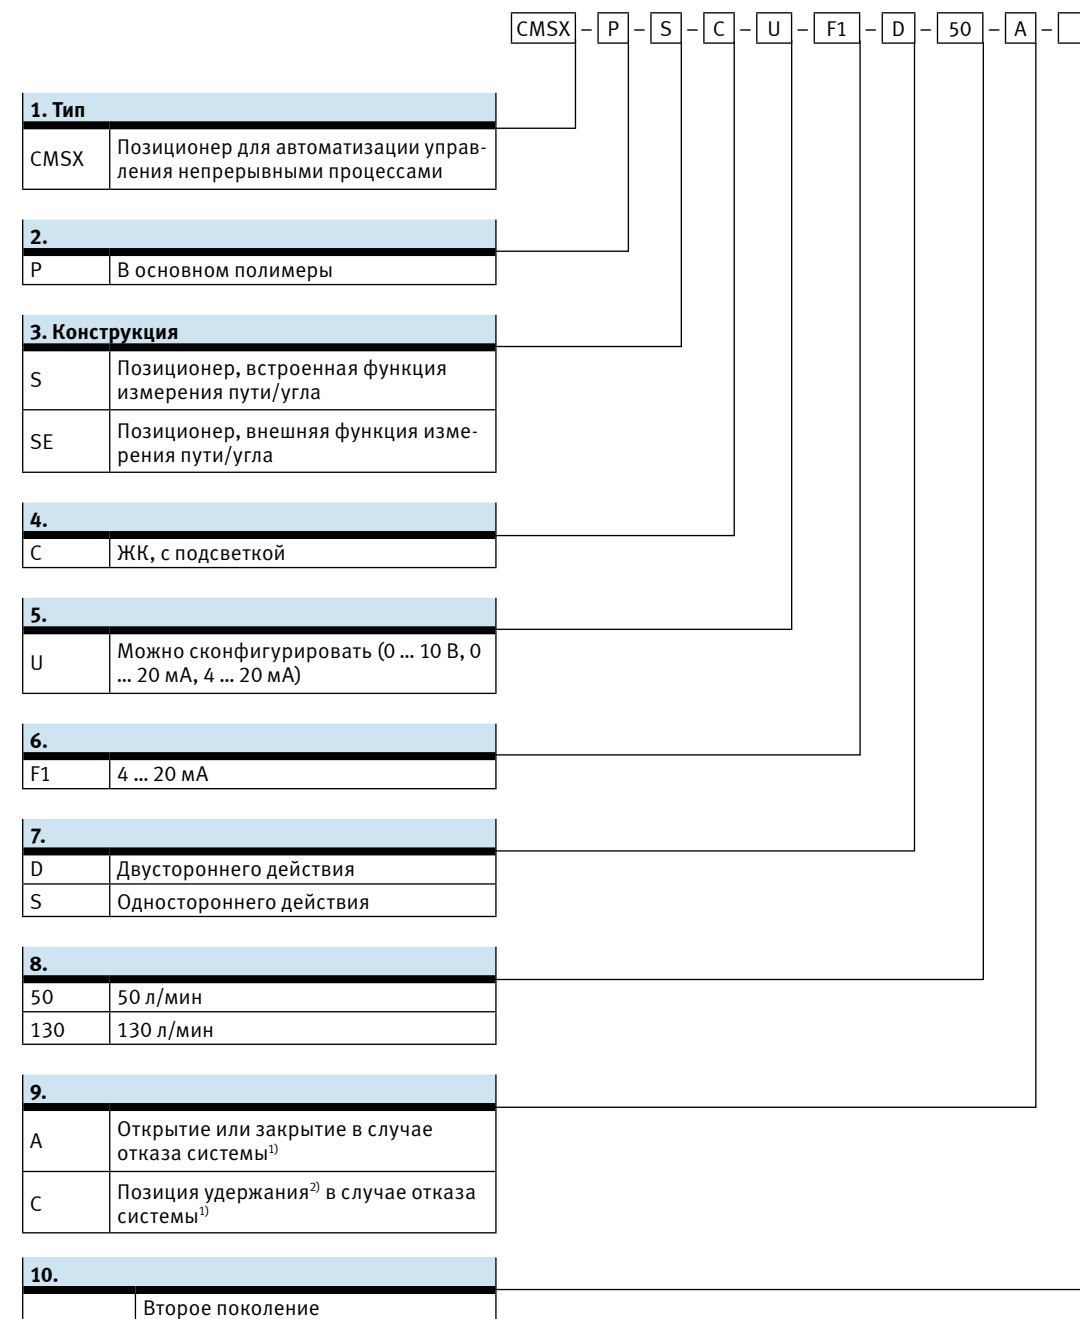 CMSX – P – S – C – U – F1 – D – 50 – A –
1. Тип
CMSX Позиционер для автоматизации управ-
ления непрерывными процессами
2.
P В основном полимеры
3. Конструкция
S Позиционер, встроенная функция
измерения пути/угла
SE Позиционер, внешняя функция изме-
рения пути/угла
4.
C ЖК, с подсветкой
5.
U Можно сконфигурировать (0 ... 10 В, 0
... 20 мА, 4 ... 20 мА)
6.
F1 4 ... 20 мА
7.
D Двустороннего действия
S Одностороннего действия
8.
50 50 л/мин
130 130 л/мин
9.
A Открытие или закрытие в случае
отказа системы1)
C Позиция удержания2) в случае отказа
системы1)
10.
Второе поколение